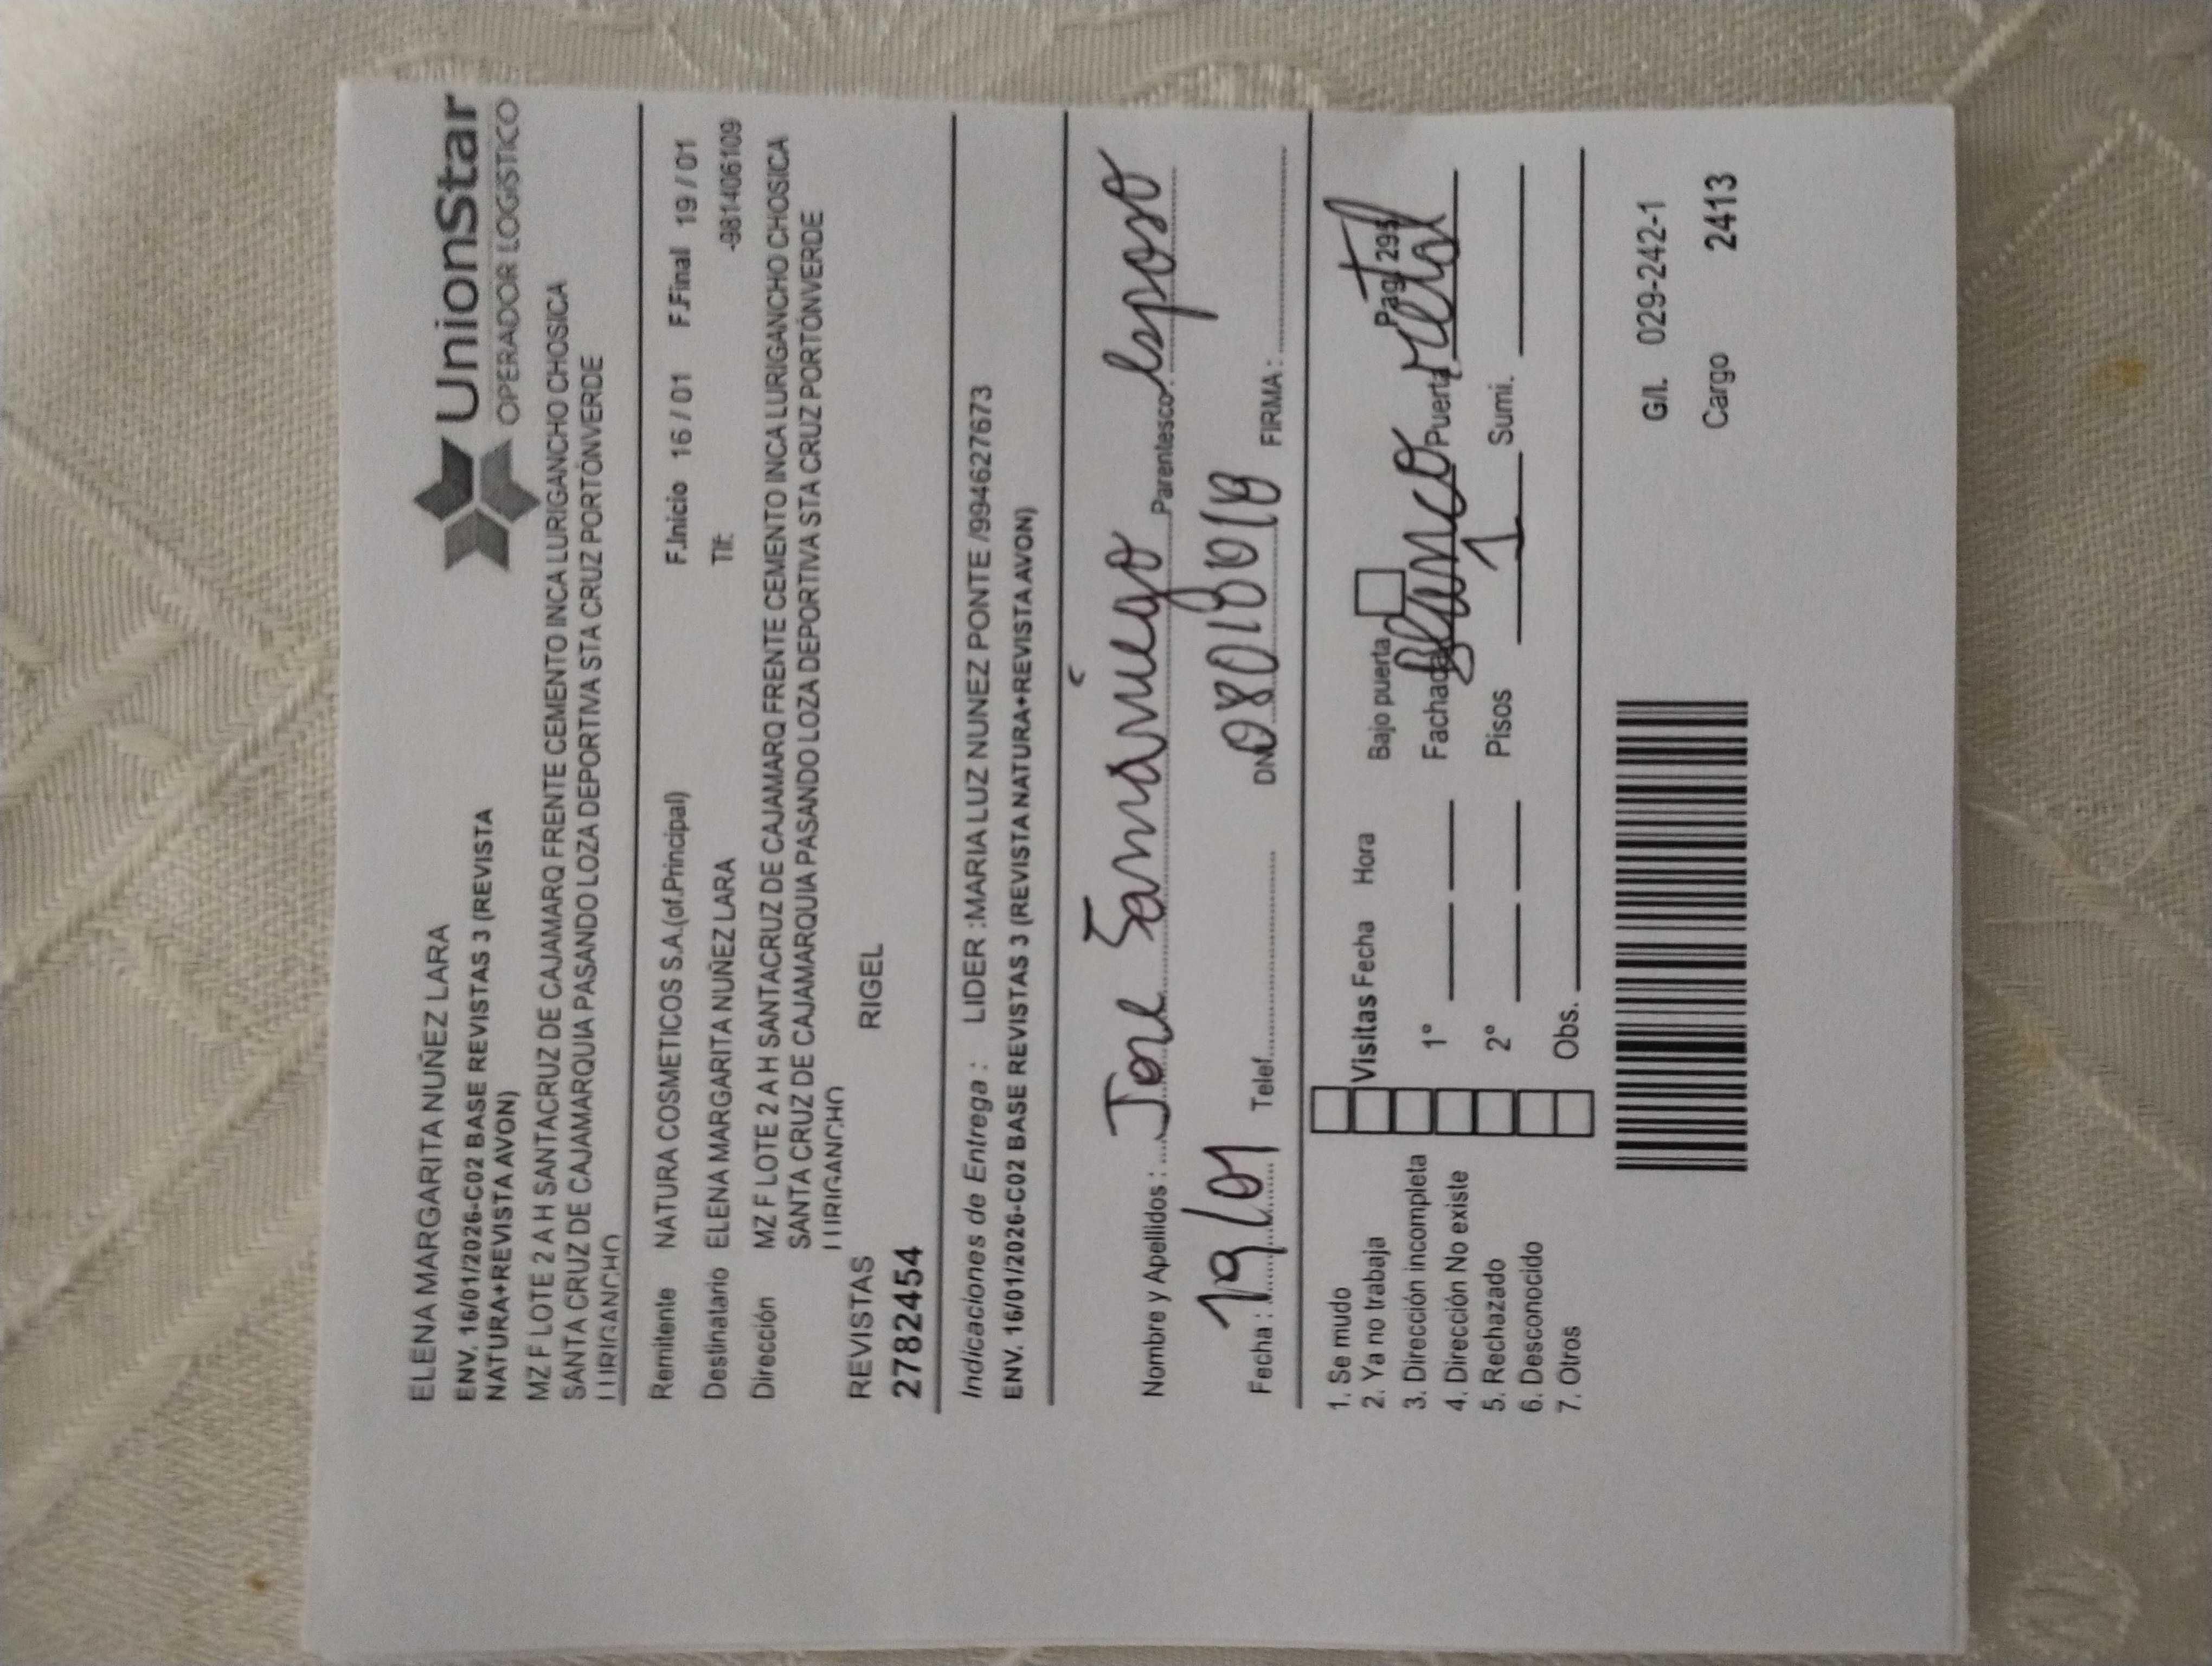 UnionStar
OPERADOR LOGISTICO
ELENA MARGARITA NUÑEZ LARA
ENV. 16/01/2026-C02 BASE REVISTAS 3 (REVISTA
NATURA+REVISTA AVON)
MZ F LOTE 2 A H SANTACRUZ DE CAJAMARQ FRENTE CEMENTO INCA LURIGANCHO CHOSICA
SANTA CRUZ DE CAJAMARQUIA PASANDO LOZA DEPORTIVA STA CRUZ PORTÓNVERDE
LURIGANCHO
Remitente NATURA COSMETICOS S.A.(of.Principal) F.Inicio 16 / 01 F.Final 19 / 01
Destinatario ELENA MARGARITA NUÑEZ LARA Tlf: -981406109
Dirección MZ F LOTE 2 A H SANTACRUZ DE CAJAMARQ FRENTE CEMENTO INCA LURIGANCHO CHOSICA
SANTA CRUZ DE CAJAMARQUIA PASANDO LOZA DEPORTIVA STA CRUZ PORTÓNVERDE
LURIGANCHO
REVISTAS RIGEL
27824454
Indicaciones de Entrega : LIDER :MARIA LUZ NUNEZ PONTE /994627673
ENV. 16/01/2026-C02 BASE REVISTAS 3 (REVISTA NATURA+REVISTA AVON)
Nombre y Apellidos : Jose Samaniego Parentesco: Esposo
Fecha : 19/01 Telef. DNI FIRMA :
1. Se mudo
2. Ya no trabaja
3. Dirección incompleta
4. Dirección No existe
5. Rechazado
6. Desconocido
7. Otros
Visitas Fecha Hora Bajo puerta Pag 295
1° Fachada Blanco Puerta Metal
2° Pisos 1 Sumi.
Obs.
G/l. 029-242-1
Cargo 2413